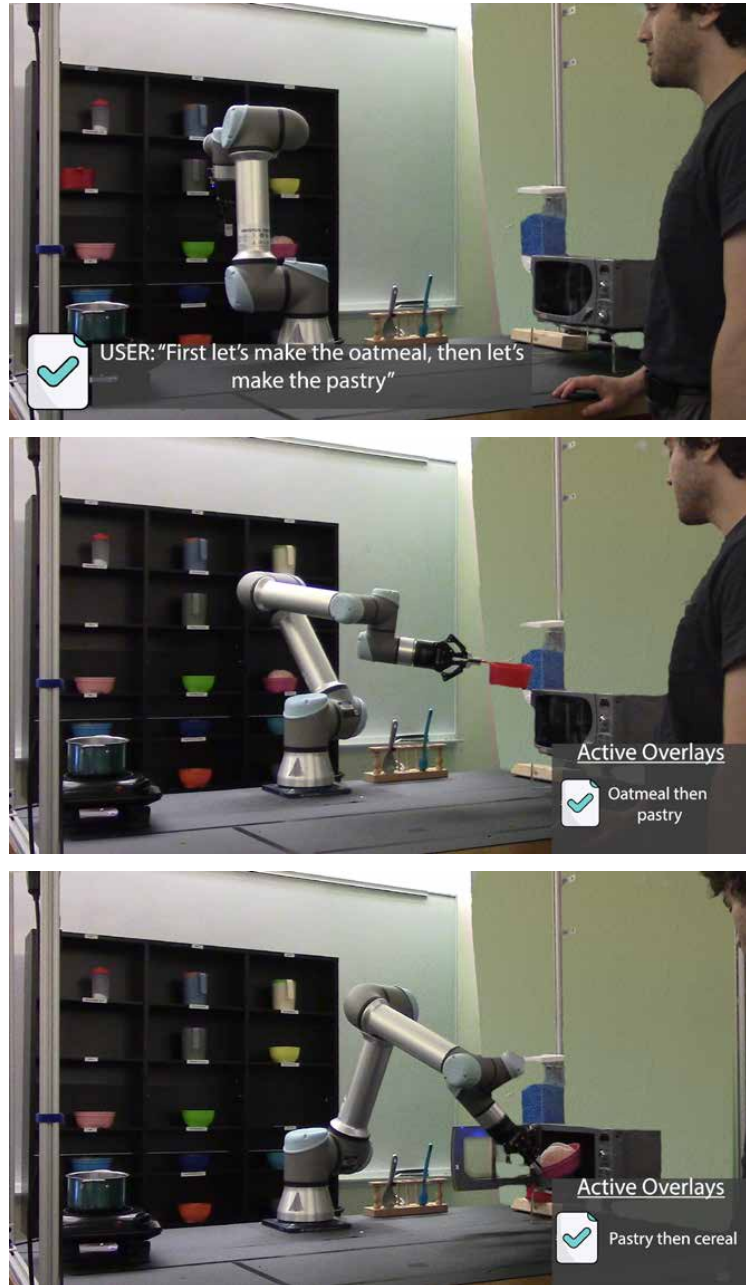 USER: “First let’s make the oatmeal, then let’s
make the pastry”
Active Overlays
Oatmeal then
pastry
Active Overlays
Pastry then cereal